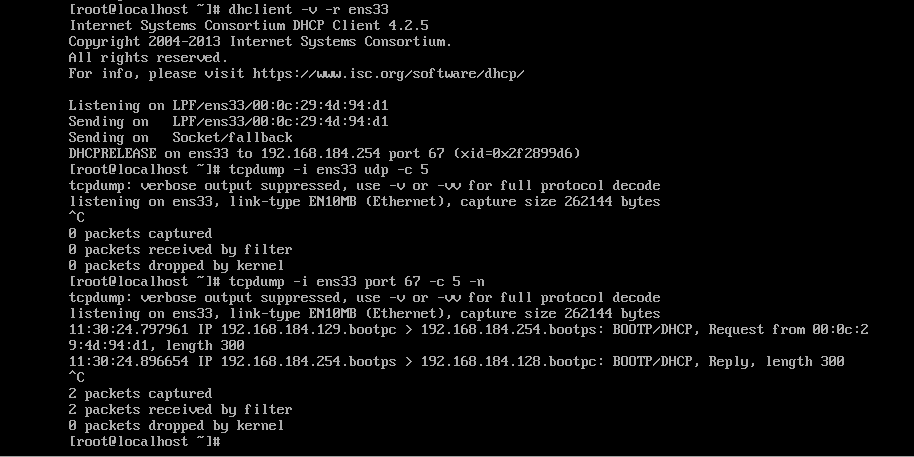 [root@localhost ~]# dhclient -v -r ens33
Internet Systems Consortium DHCP Client 4.2.5
Copyright 2004-2013 Internet Systems Consortium.
All rights reserved.
For info, please visit https://www.isc.org/software/dhcp/
Listening on LPF/ens33/00:0c:29:4d:94:d1
Sending on   LPF/ens33/00:0c:29:4d:94:d1
Sending on   Socket/fallback
DHCPRELEASE on ens33 to 192.168.184.254 port 67 (xid=0x2f2899d6)
[root@localhost ~]# tcpdump -i ens33 udp -c 5
tcpdump: verbose output suppressed, use -v or -vv for full protocol decode
listening on ens33, link-type EN10MB (Ethernet), capture size 262144 bytes
^C
0 packets captured
0 packets received by filter
0 packets dropped by kernel
[root@localhost ~]# tcpdump -i ens33 port 67 -c 5 -n
tcpdump: verbose output suppressed, use -v or -vv for full protocol decode
listening on ens33, link-type EN10MB (Ethernet), capture size 262144 bytes
11:30:24.797961 IP 192.168.184.129.bootpc > 192.168.184.254.bootps: BOOTP/DHCP, Request from 00:0c:2
9:4d:94:d1, length 300
11:30:24.896654 IP 192.168.184.254.bootps > 192.168.184.128.bootpc: BOOTP/DHCP, Reply, length 300
^C
2 packets captured
2 packets received by filter
0 packets dropped by kernel
[root@localhost ~]#